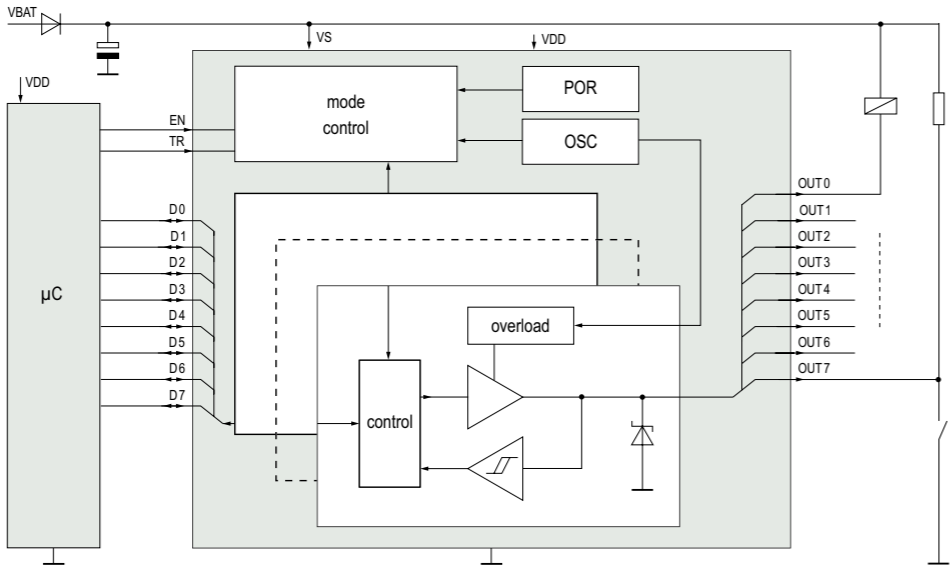 VBAT
VS
VDD
VDD
mode
control
POR
OSC
EN
TR
D0
D1
D2
D3
D4
D5
D6
D7
µC
overload
control
OUT0
OUT1
OUT2
OUT3
OUT4
OUT5
OUT6
OUT7